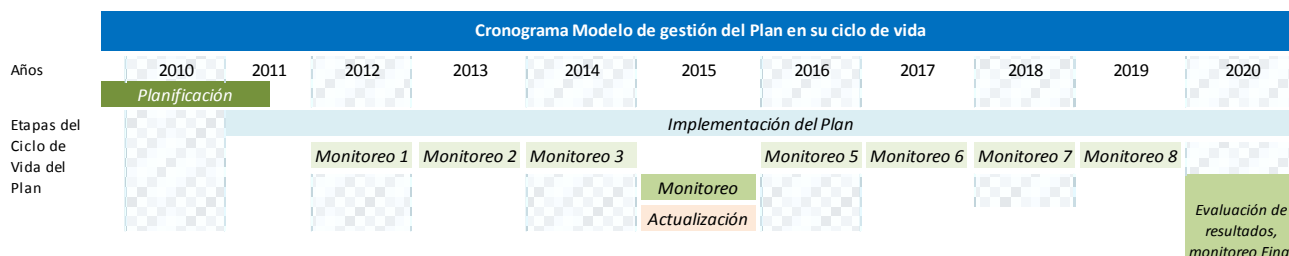 Cronograma Modelo de gestión del Plan en su ciclo de vida
Años 2010 2011 2012 2013 2014 2015 2016 2017 2018 2019 2020
Planificación
Implementación del Plan
Etapas del
Ciclo de
Vida del
Plan
Monitoreo 1 Monitoreo 2 Monitoreo 3 Monitoreo 5 Monitoreo 6 Monitoreo 7 Monitoreo 8
Monitoreo
Actualización
Evaluación de
resultados,
monitoreo Fina